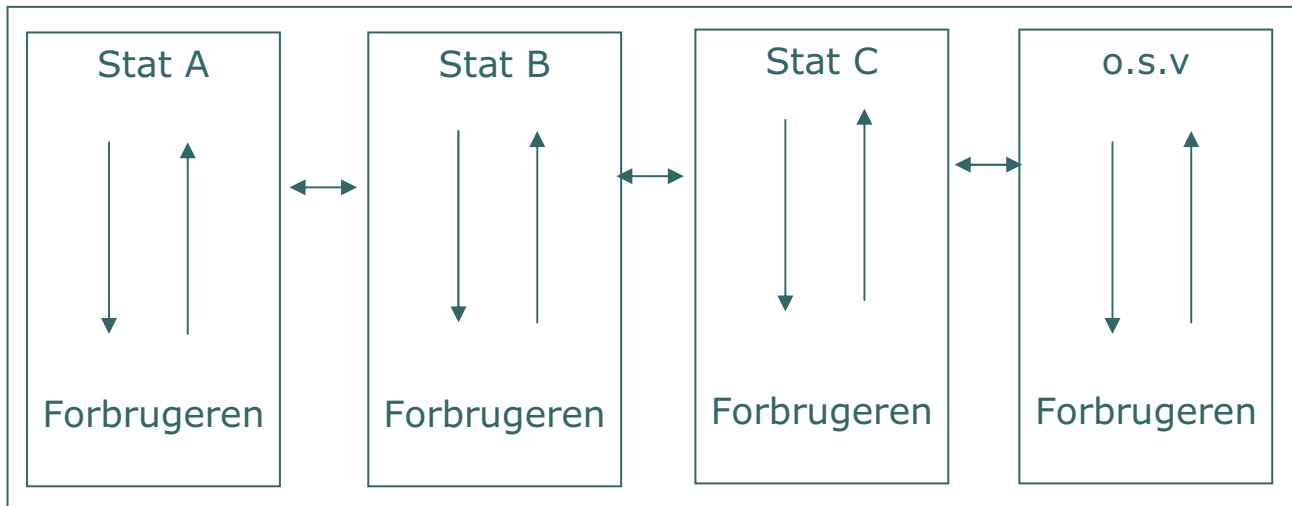 Stat A
Stat B
Stat C
o.s.v
Forbrugeren
Forbrugeren
Forbrugeren
Forbrugeren